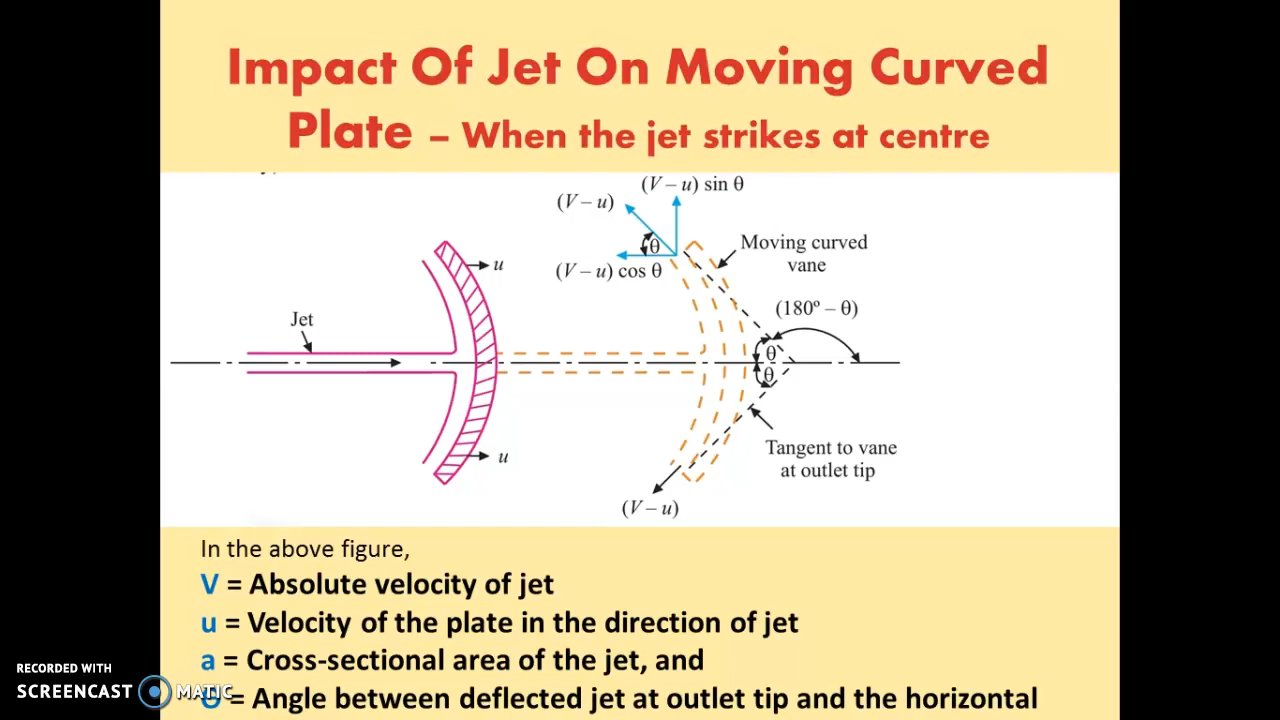 Impact Of Jet On Moving Curved
Plate – When the jet strikes at centre
(V – u) sin θ
(V – u)
θ
(V – u) cos θ
Moving curved
vane
u
(180º – θ)
Jet
θ
θ
u
Tangent to vane
at outlet tip
(V – u)
In the above figure,
V = Absolute velocity of jet
u = Velocity of the plate in the direction of jet
a = Cross-sectional area of the jet, and
= Angle between deflected jet at outlet tip and the horizontal
RECORDED WITH
SCREENCAST MATIC